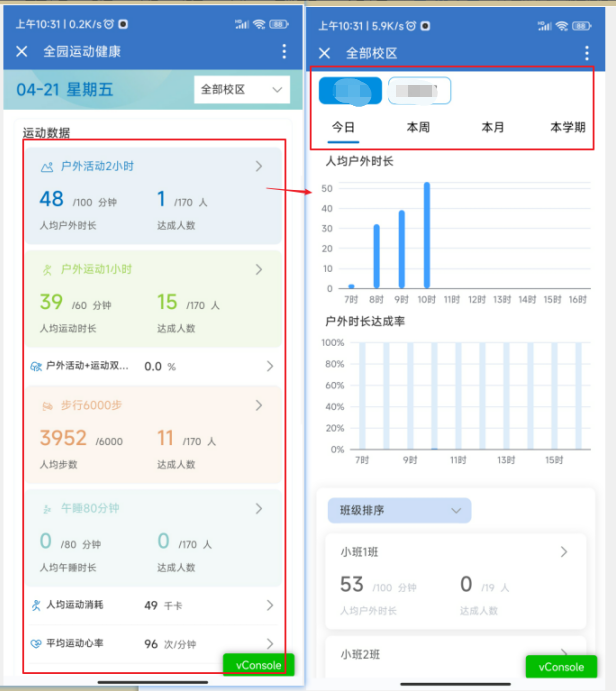 上午10:31 | 0.2K/s
全园运动健康
04-21 星期五
全部校区
运动数据
户外活动2小时
48 /100 分钟 1 /170 人
人均户外时长 达成人数
户外运动1小时
39 /60 分钟 15 /170 人
人均运动时长 达成人数
户外活动+运动双... 0.0 %
步行6000步
3952 /6000 11 /170 人
人均步数 达成人数
午睡80分钟
0 /80 分钟 0 /170 人
人均午睡时长 达成人数
人均运动消耗 49 千卡
平均运动心率 96 次/分钟
vConsole
上午10:31 | 5.9K/s
全部校区
今日 本周 本月 本学期
人均户外时长
50
40
30
20
10
0
7时 8时 9时 10时 11时 12时 13时 14时 15时 16时
户外时长达成率
100%
80%
60%
40%
20%
0%
7时 9时 11时 13时 15时
班级排序
小班1班
53 /100 分钟 0 /19 人
人均户外时长 达成人数
小班2班
vConsole